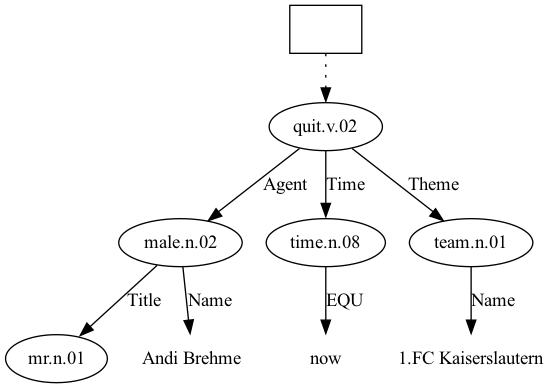 quit.v.02
Agent Time Theme
male.n.02 time.n.08 team.n.01
Title Name EQU Name
mr.n.01 Andi Brehme now 1.FC Kaiserslautern